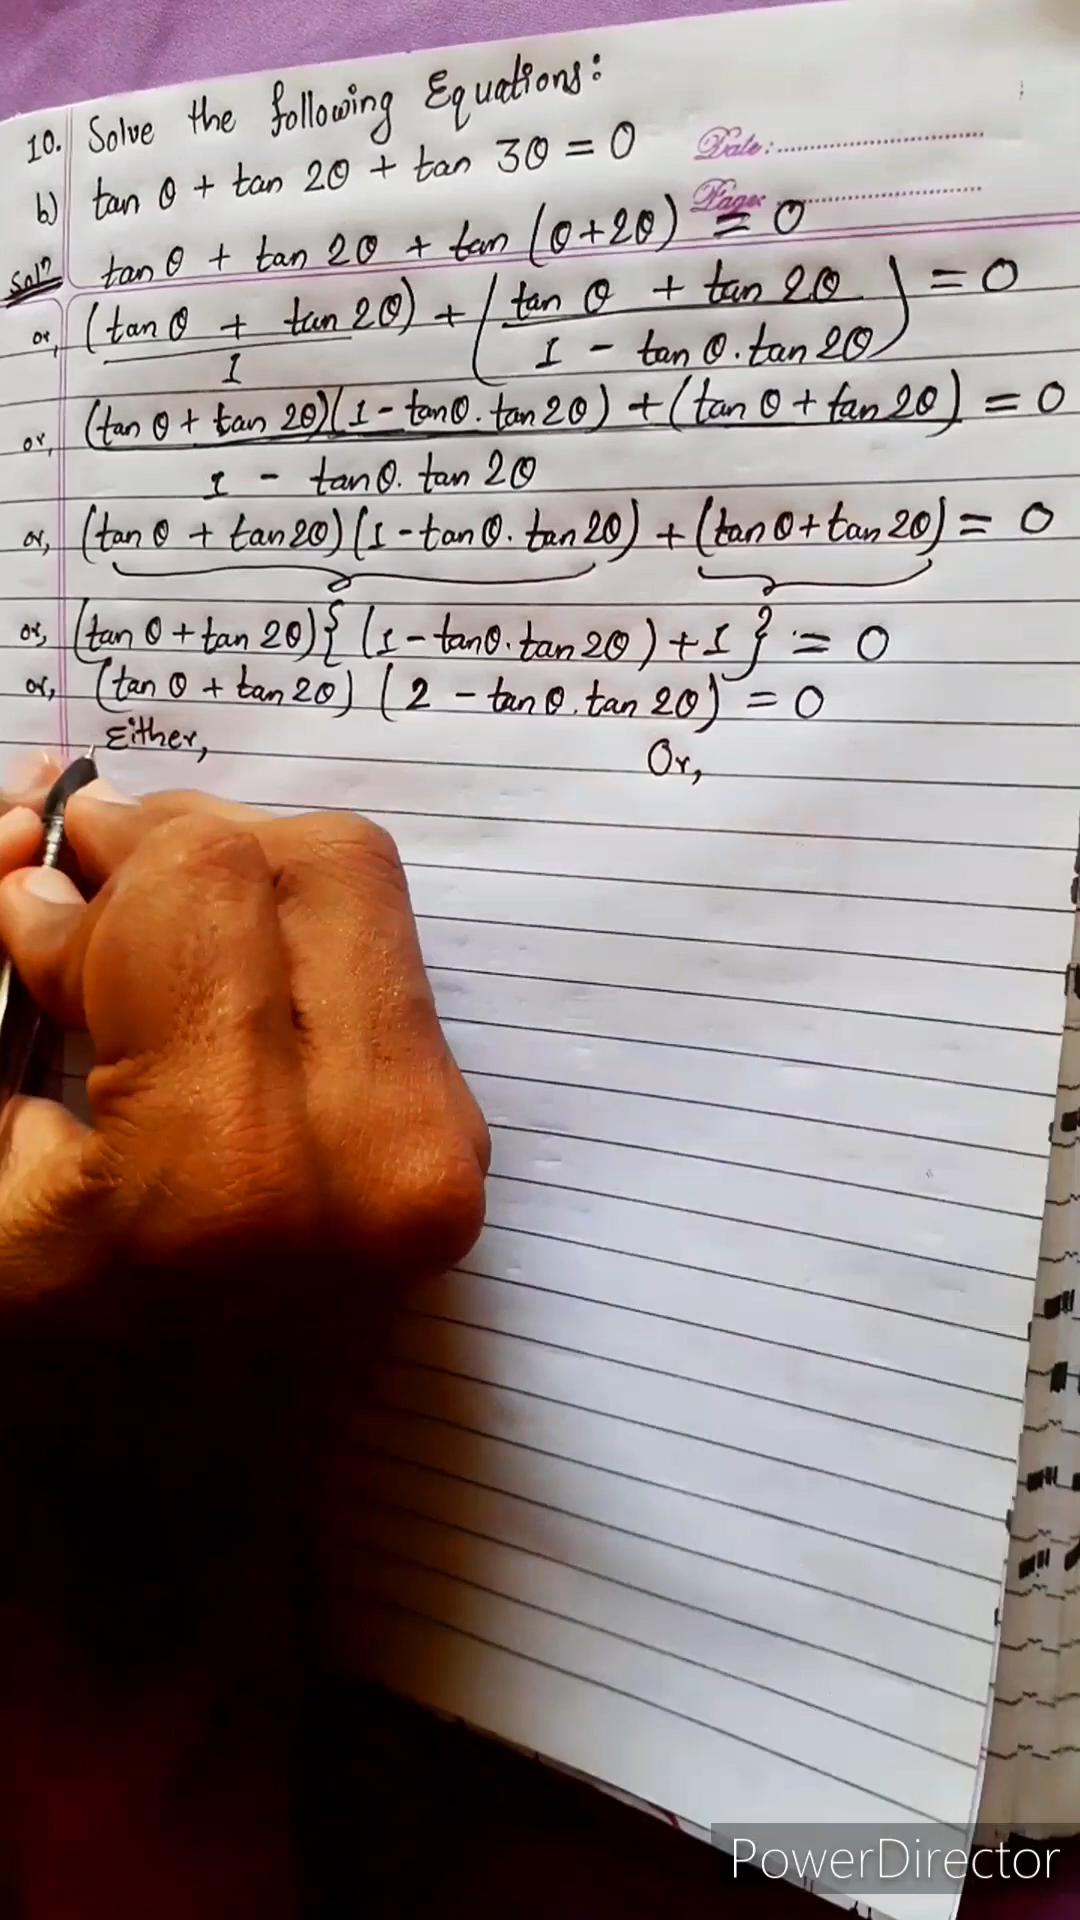 10. Solve the following Equations:
b) tan θ + tan 2θ + tan 3θ = 0
Date:
Page:
Solⁿ tan θ + tan 2θ + tan (θ+2θ) = 0
or, (tan θ + tan 2θ)/1 + (tan θ + tan 2θ / 1 - tan θ. tan 2θ) = 0
or, (tan θ + tan 2θ)(1 - tanθ. tan 2θ) + (tan θ + tan 2θ) = 0
1 - tanθ. tan 2θ
or, (tan θ + tan 2θ)(1 - tan θ. tan 2θ) + (tan θ + tan 2θ) = 0
or, (tan θ + tan 2θ){(1 - tanθ. tan 2θ) + 1} = 0
or, (tan θ + tan 2θ) (2 - tan θ. tan 2θ) = 0
Either, Or,
PowerDirector